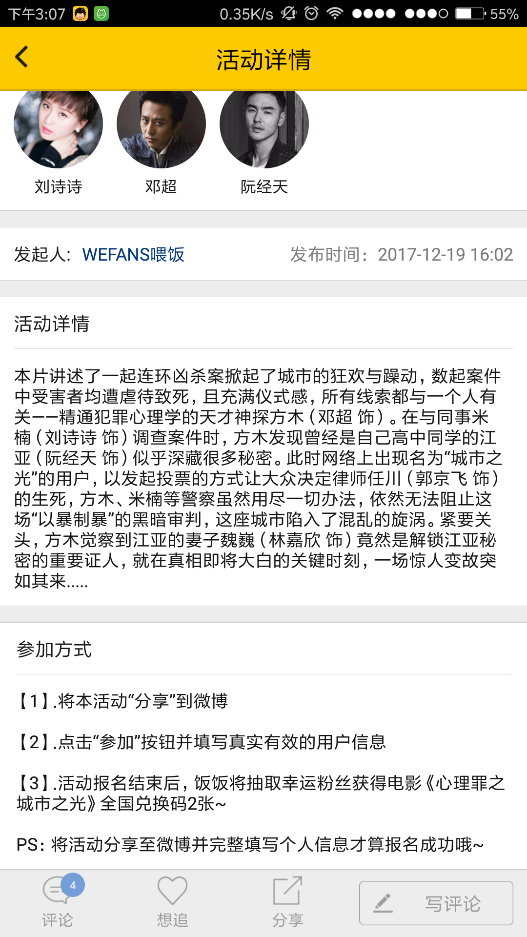 下午3:07
0.35K/s
55%
活动详情
刘诗诗
邓超
阮经天
发起人: WEFANS喂饭
发布时间: 2017-12-19 16:02
活动详情
本片讲述了一起连环凶杀案掀起了城市的狂欢与躁动，数起案件
中受害者均遭虐待致死，且充满仪式感，所有线索都与一个人有
关——精通犯罪心理学的天才神探方木（邓超 饰）。在与同事米
楠（刘诗诗 饰）调查案件时，方木发现曾经是自己高中同学的江
亚（阮经天 饰）似乎深藏很多秘密。此时网络上出现名为“城市之
光”的用户，以发起投票的方式让大众决定律师任川（郭京飞 饰）
的生死，方木、米楠等警察虽然用尽一切办法，依然无法阻止这
场“以暴制暴”的黑暗审判，这座城市陷入了混乱的旋涡。紧要关
头，方木觉察到江亚的妻子魏巍（林嘉欣 饰）竟然是解锁江亚秘
密的重要证人，就在真相即将大白的关键时刻，一场惊人变故突
如其来.....
参加方式
【1】.将本活动“分享”到微博
【2】.点击“参加”按钮并填写真实有效的用户信息
【3】.活动报名结束后，饭饭将抽取幸运粉丝获得电影《心理罪之
城市之光》全国兑换码2张~
PS: 将活动分享至微博并完整填写个人信息才算报名成功哦~
4
评论
想追
分享
写评论